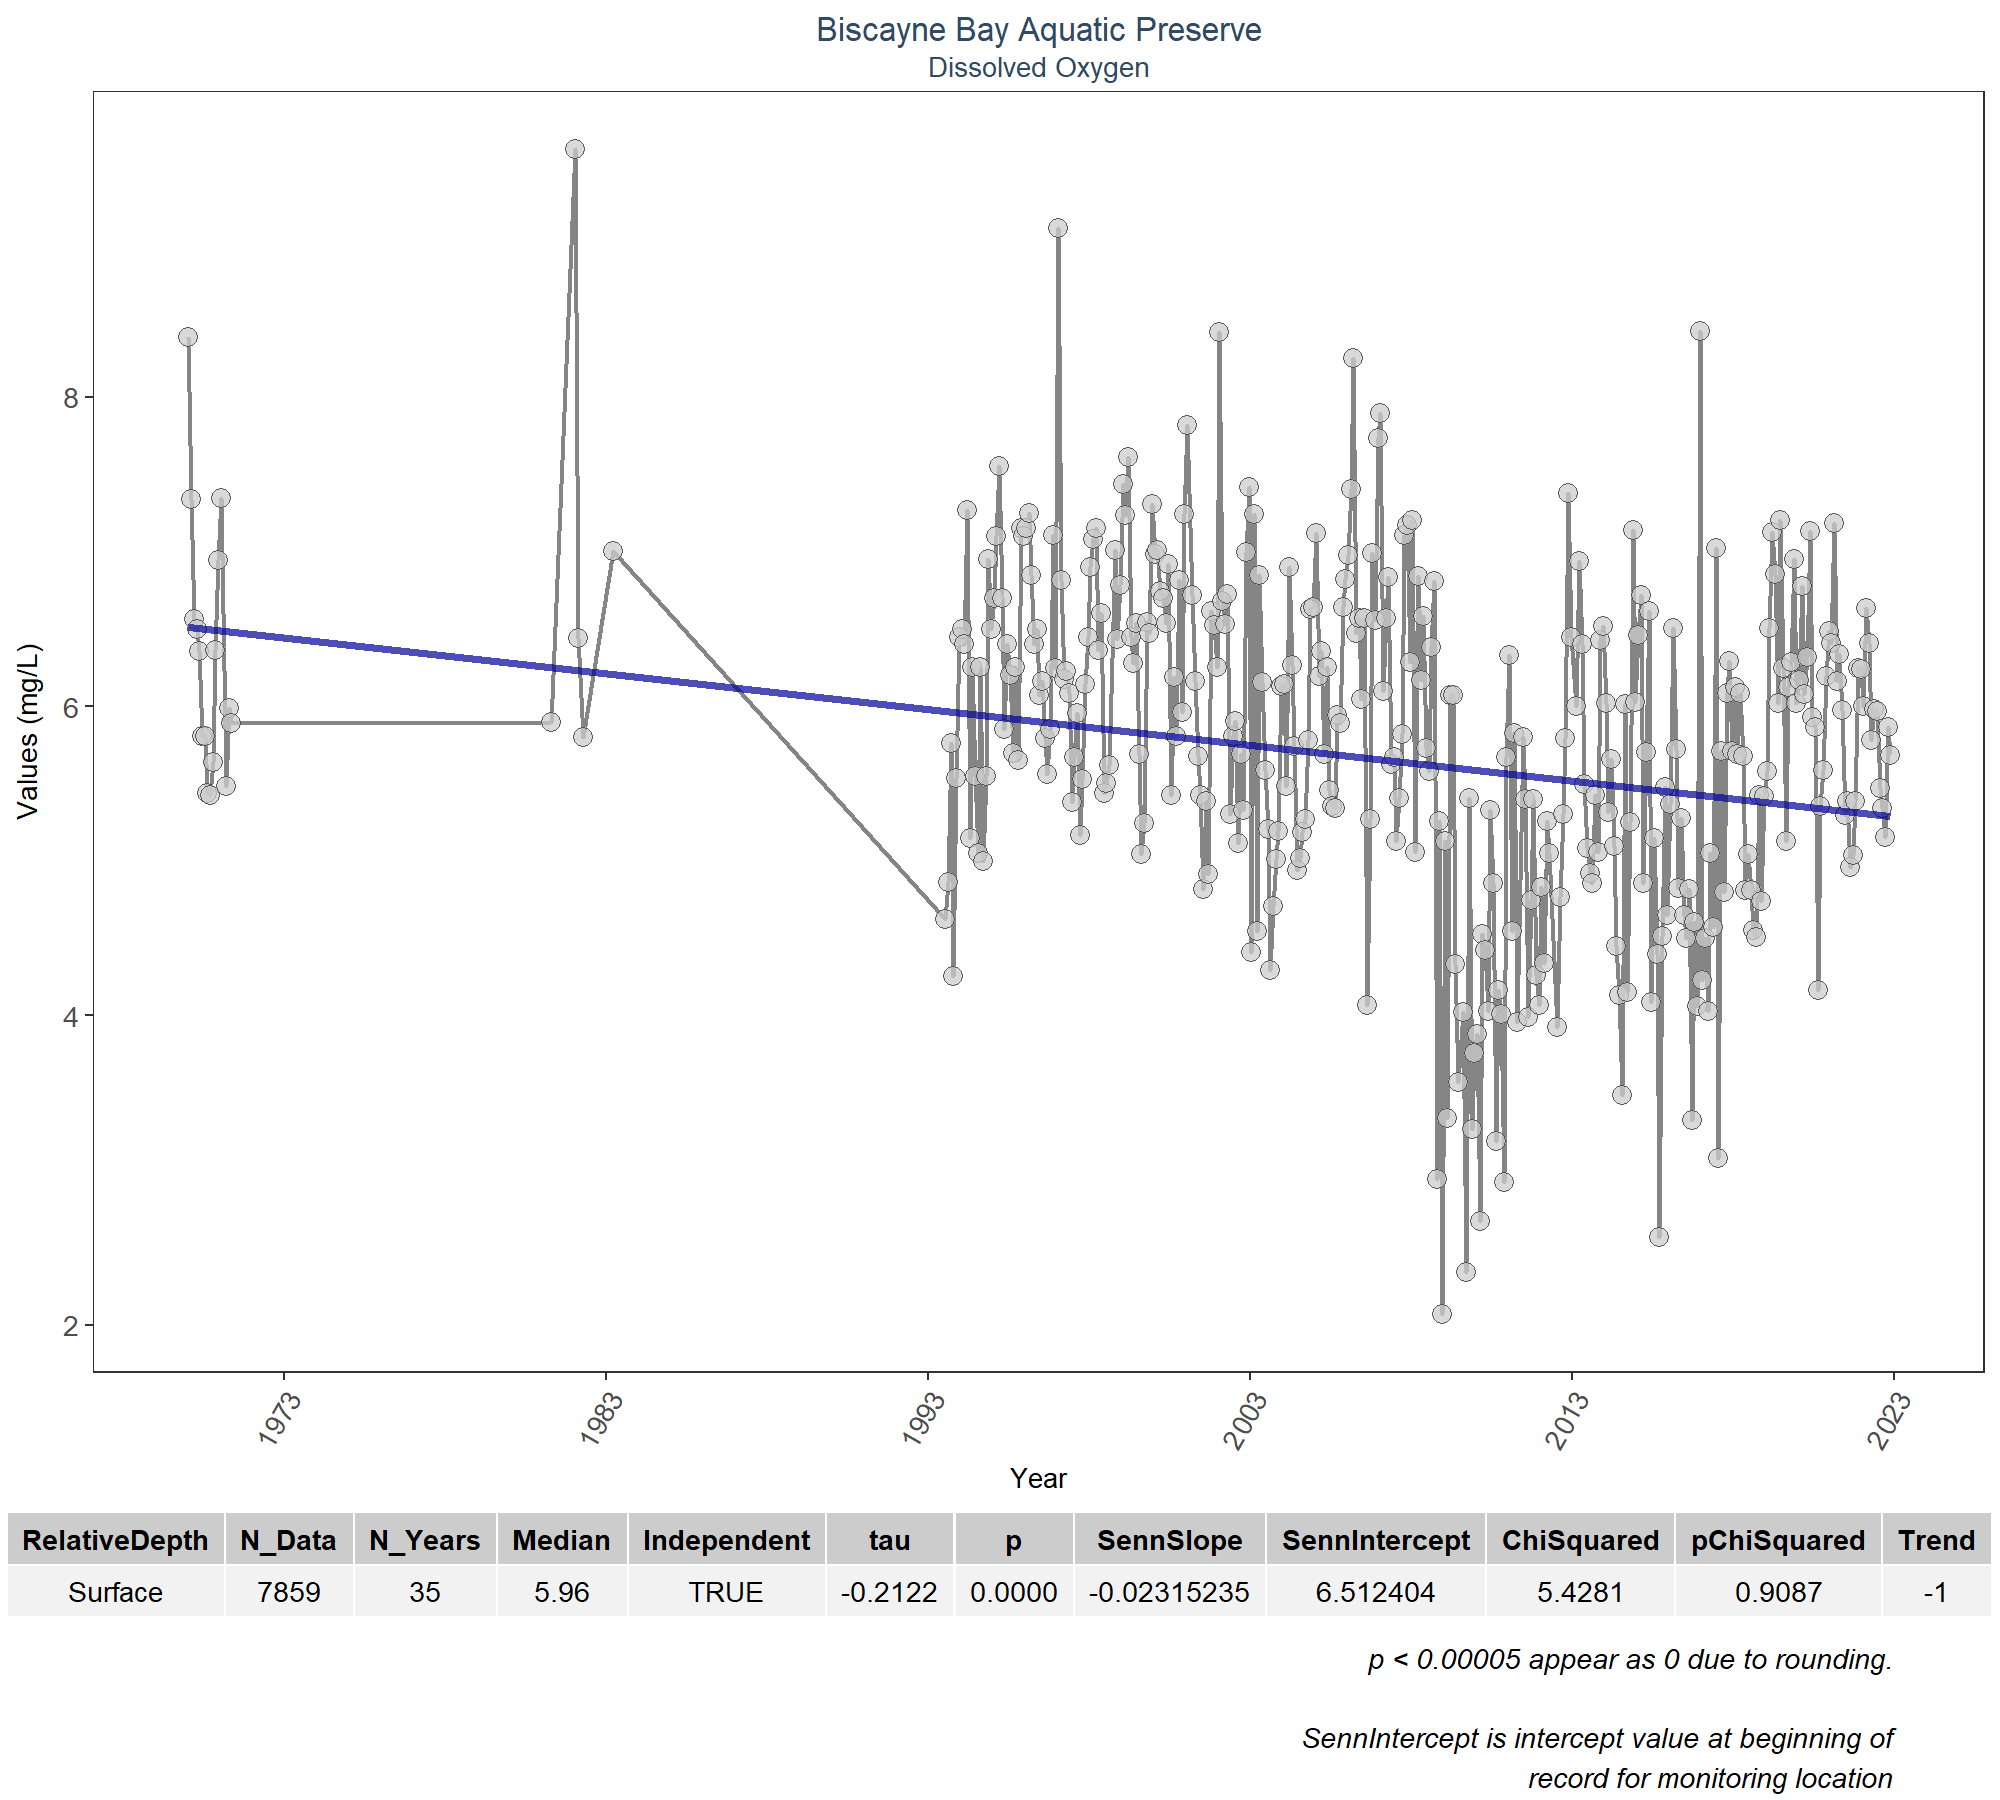 Biscayne Bay Aquatic Preserve
Dissolved Oxygen
Values (mg/L)
8
6
4
2
1973 1983 1993 2003 2013 2023
Year
RelativeDepth N_Data N_Years Median Independent tau p SennSlope SennIntercept ChiSquared pChiSquared Trend
Surface 7859 35 5.96 TRUE -0.2122 0.0000 -0.02315235 6.512404 5.4281 0.9087 -1
p < 0.00005 appear as 0 due to rounding.
SennIntercept is intercept value at beginning of
record for monitoring location